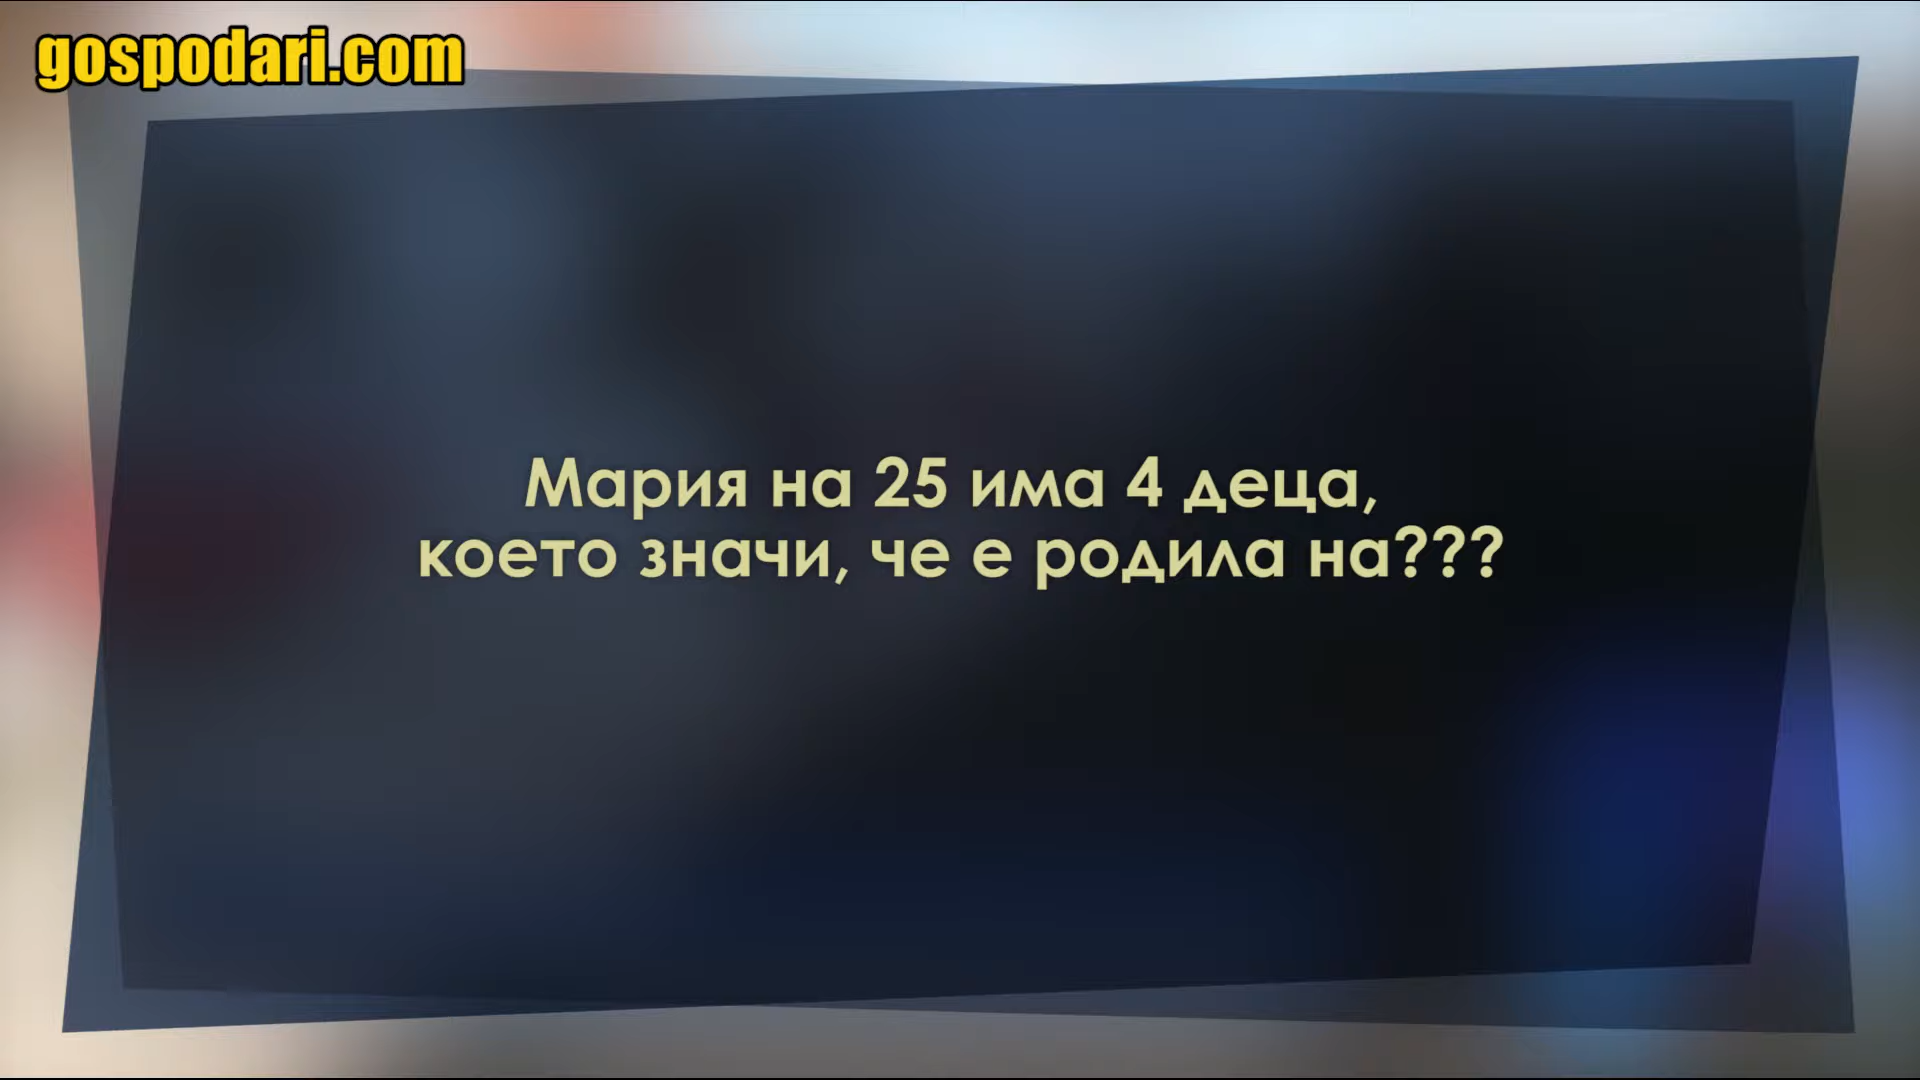 gospodari.com
Мария на 25 има 4 деца,
което значи, че е родила на???